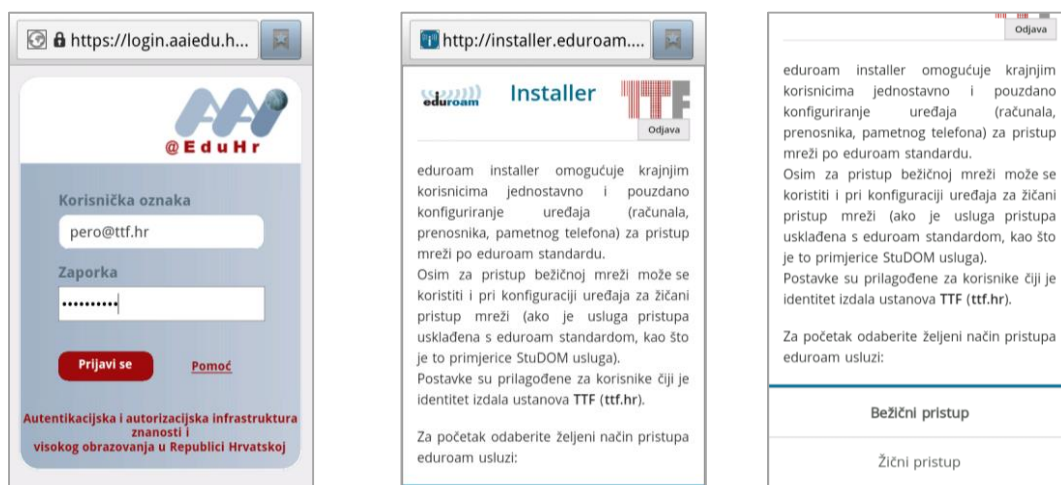 https://login.aaiedu.h...
AAI
@EduHr
Korisnička oznaka
pero@ttf.hr
Zaporka
••••••••••
Prijavi se
Pomoć
Autentikacijska i autorizacijska infrastruktura
znanosti i
visokog obrazovanja u Republici Hrvatskoj
http://installer.eduroam....
eduroam
Installer
TTF
Odjava
eduroam installer omogućuje krajnjim
korisnicima jednostavno i pouzdano
konfiguriranje uređaja (računala,
prenosnika, pametnog telefona) za pristup
mreži po eduroam standardu.
Osim za pristup bežičnoj mreži može se
koristiti i pri konfiguraciji uređaja za žičani
pristup mreži (ako je usluga pristupa
usklađena s eduroam standardom, kao što
je to primjerice StuDOM usluga).
Postavke su prilagođene za korisnike čiji je
identitet izdala ustanova TTF (ttf.hr).
Za početak odaberite željeni način pristupa
eduroam usluzi:
Odjava
eduroam installer omogućuje krajnjim
korisnicima jednostavno i pouzdano
konfiguriranje uređaja (računala,
prenosnika, pametnog telefona) za pristup
mreži po eduroam standardu.
Osim za pristup bežičnoj mreži može se
koristiti i pri konfiguraciji uređaja za žičani
pristup mreži (ako je usluga pristupa
usklađena s eduroam standardom, kao što
je to primjerice StuDOM usluga).
Postavke su prilagođene za korisnike čiji je
identitet izdala ustanova TTF (ttf.hr).
Za početak odaberite željeni način pristupa
eduroam usluzi:
Bežični pristup
Žični pristup